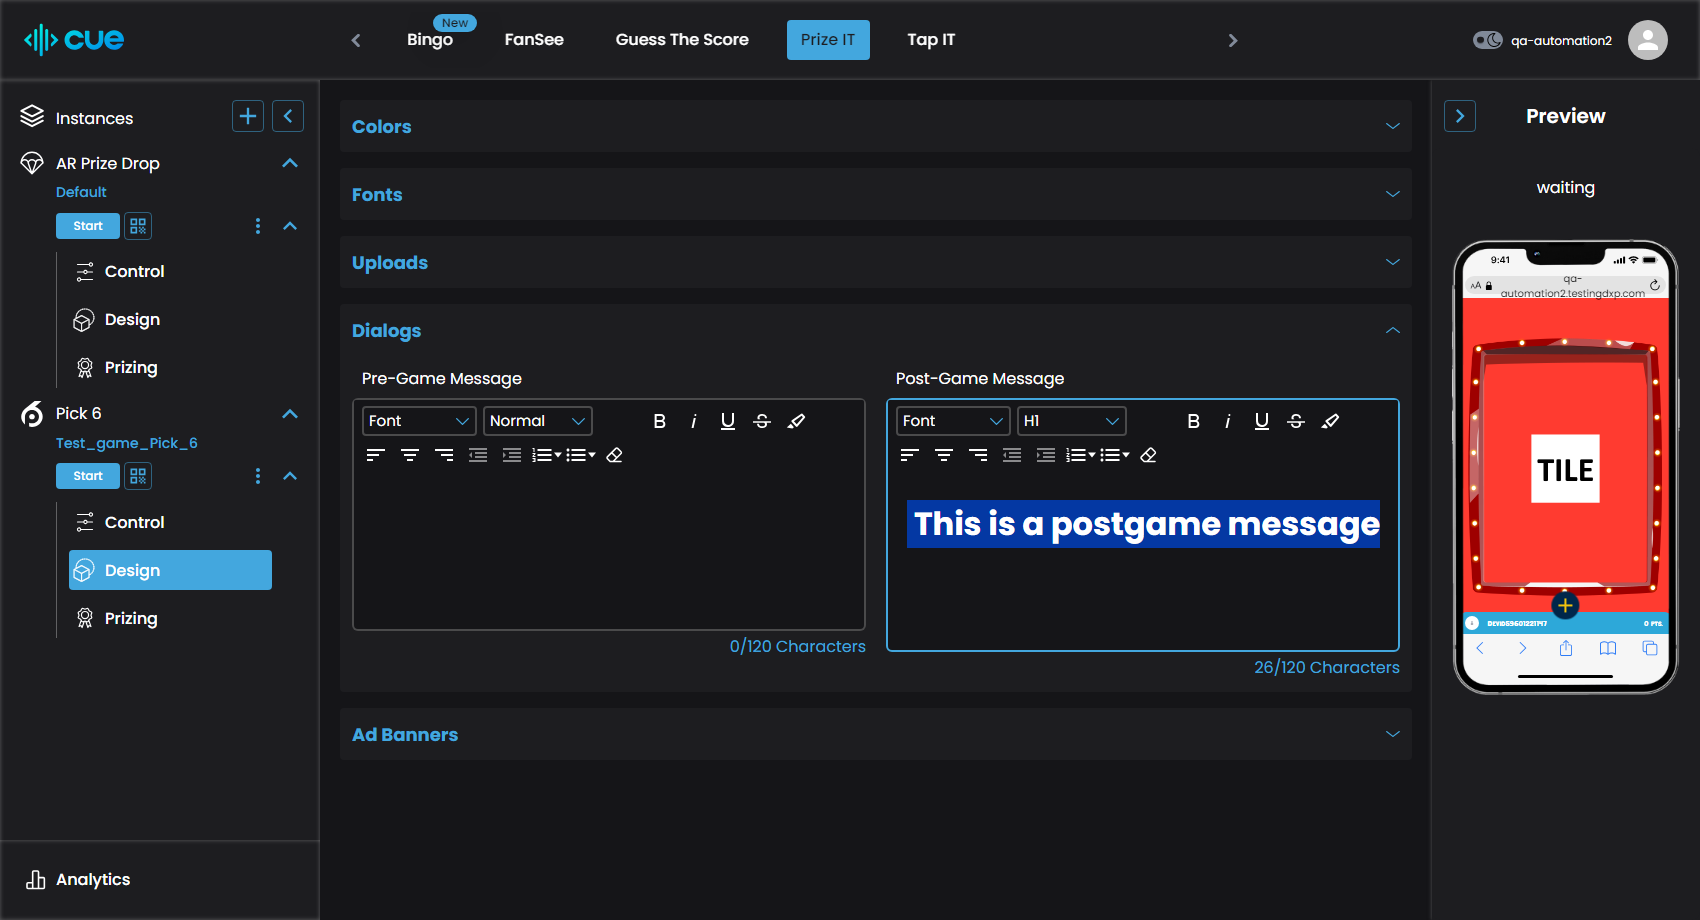 cue
New
Bingo
FanSee
Guess The Score
Prize IT
Tap IT
qa-automation2
Instances
AR Prize Drop
Default
Start
Control
Design
Prizing
Pick 6
Test_game_Pick_6
Start
Control
Design
Prizing
Analytics
Colors
Fonts
Uploads
Dialogs
Pre-Game Message
Font
Normal
B i U S
0/120 Characters
Post-Game Message
Font
H1
B i U S
This is a postgame message
26/120 Characters
Ad Banners
Preview
waiting
9:41
AA
qa-
automation2.testingdxp.com
TILE
0 PTS.